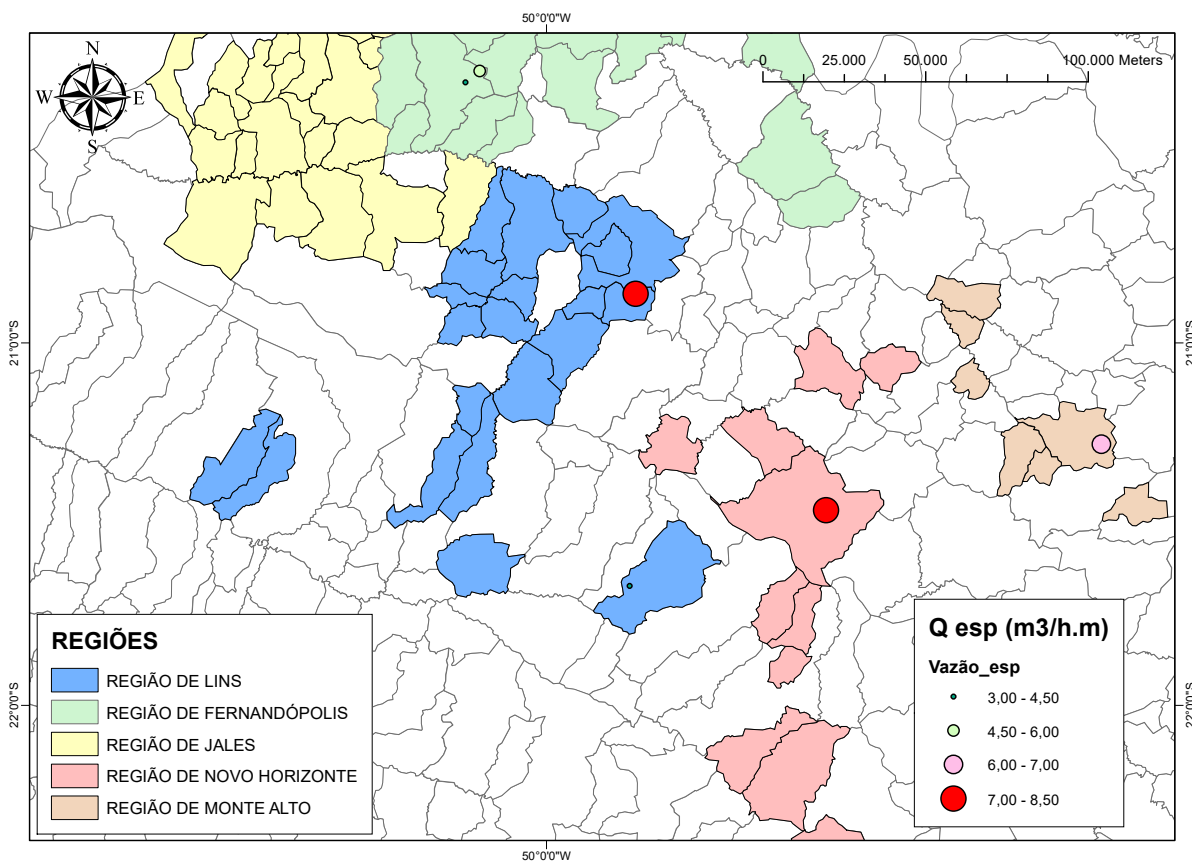 50°0'0"W
N
W
E
S
0
25.000
50.000
100.000 Meters
21°0'0"S
21°0'0"S
22°0'0"S
22°0'0"S
REGIÕES
REGIÃO DE LINS
REGIÃO DE FERNANDÓPOLIS
REGIÃO DE JALES
REGIÃO DE NOVO HORIZONTE
REGIÃO DE MONTE ALTO
Q esp (m3/h.m)
Vazão_esp
3,00 - 4,50
4,50 - 6,00
6,00 - 7,00
7,00 - 8,50
50°0'0"W